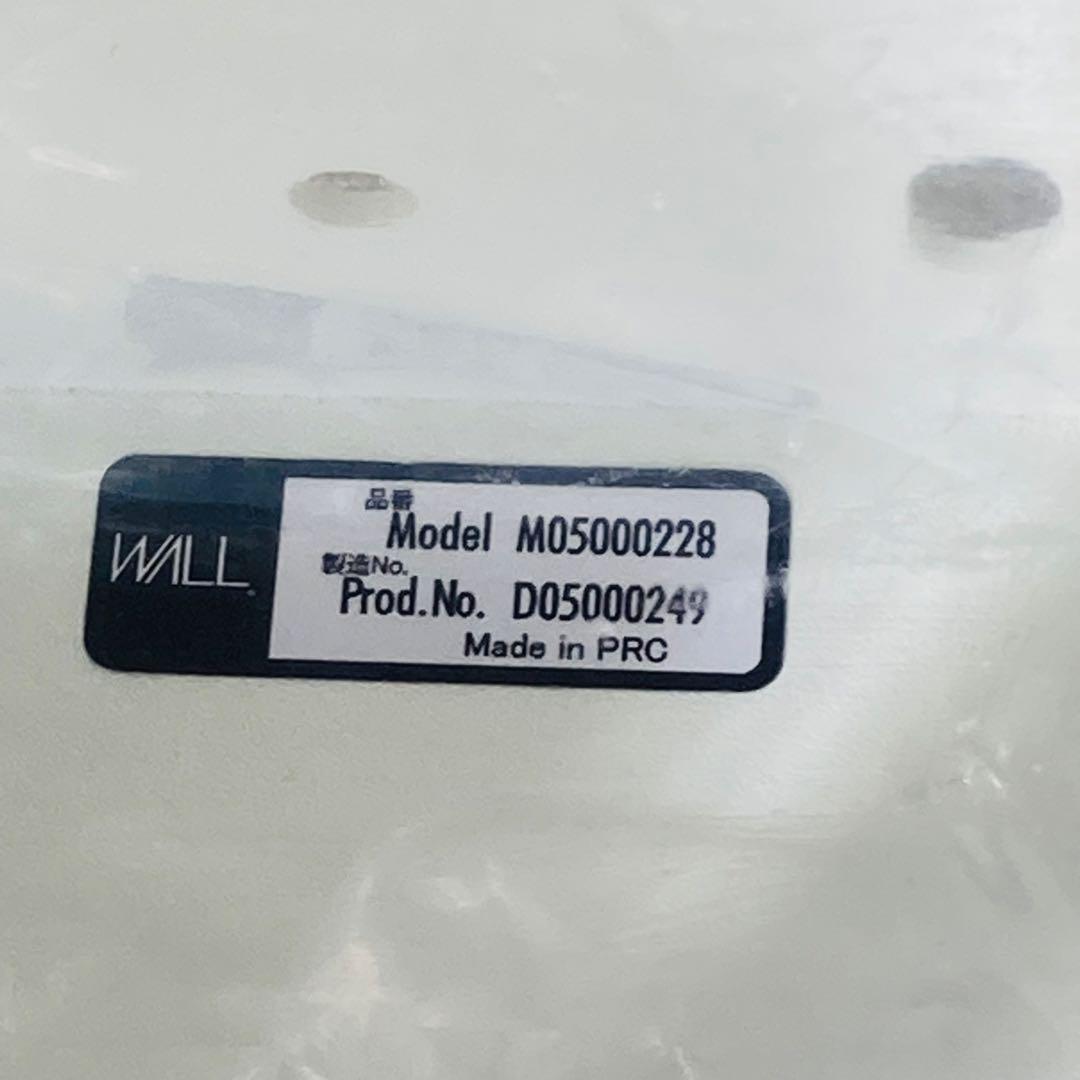 WALL
品番
Model M05000228
製造No.
Prod.No. D05000249
Made in PRC